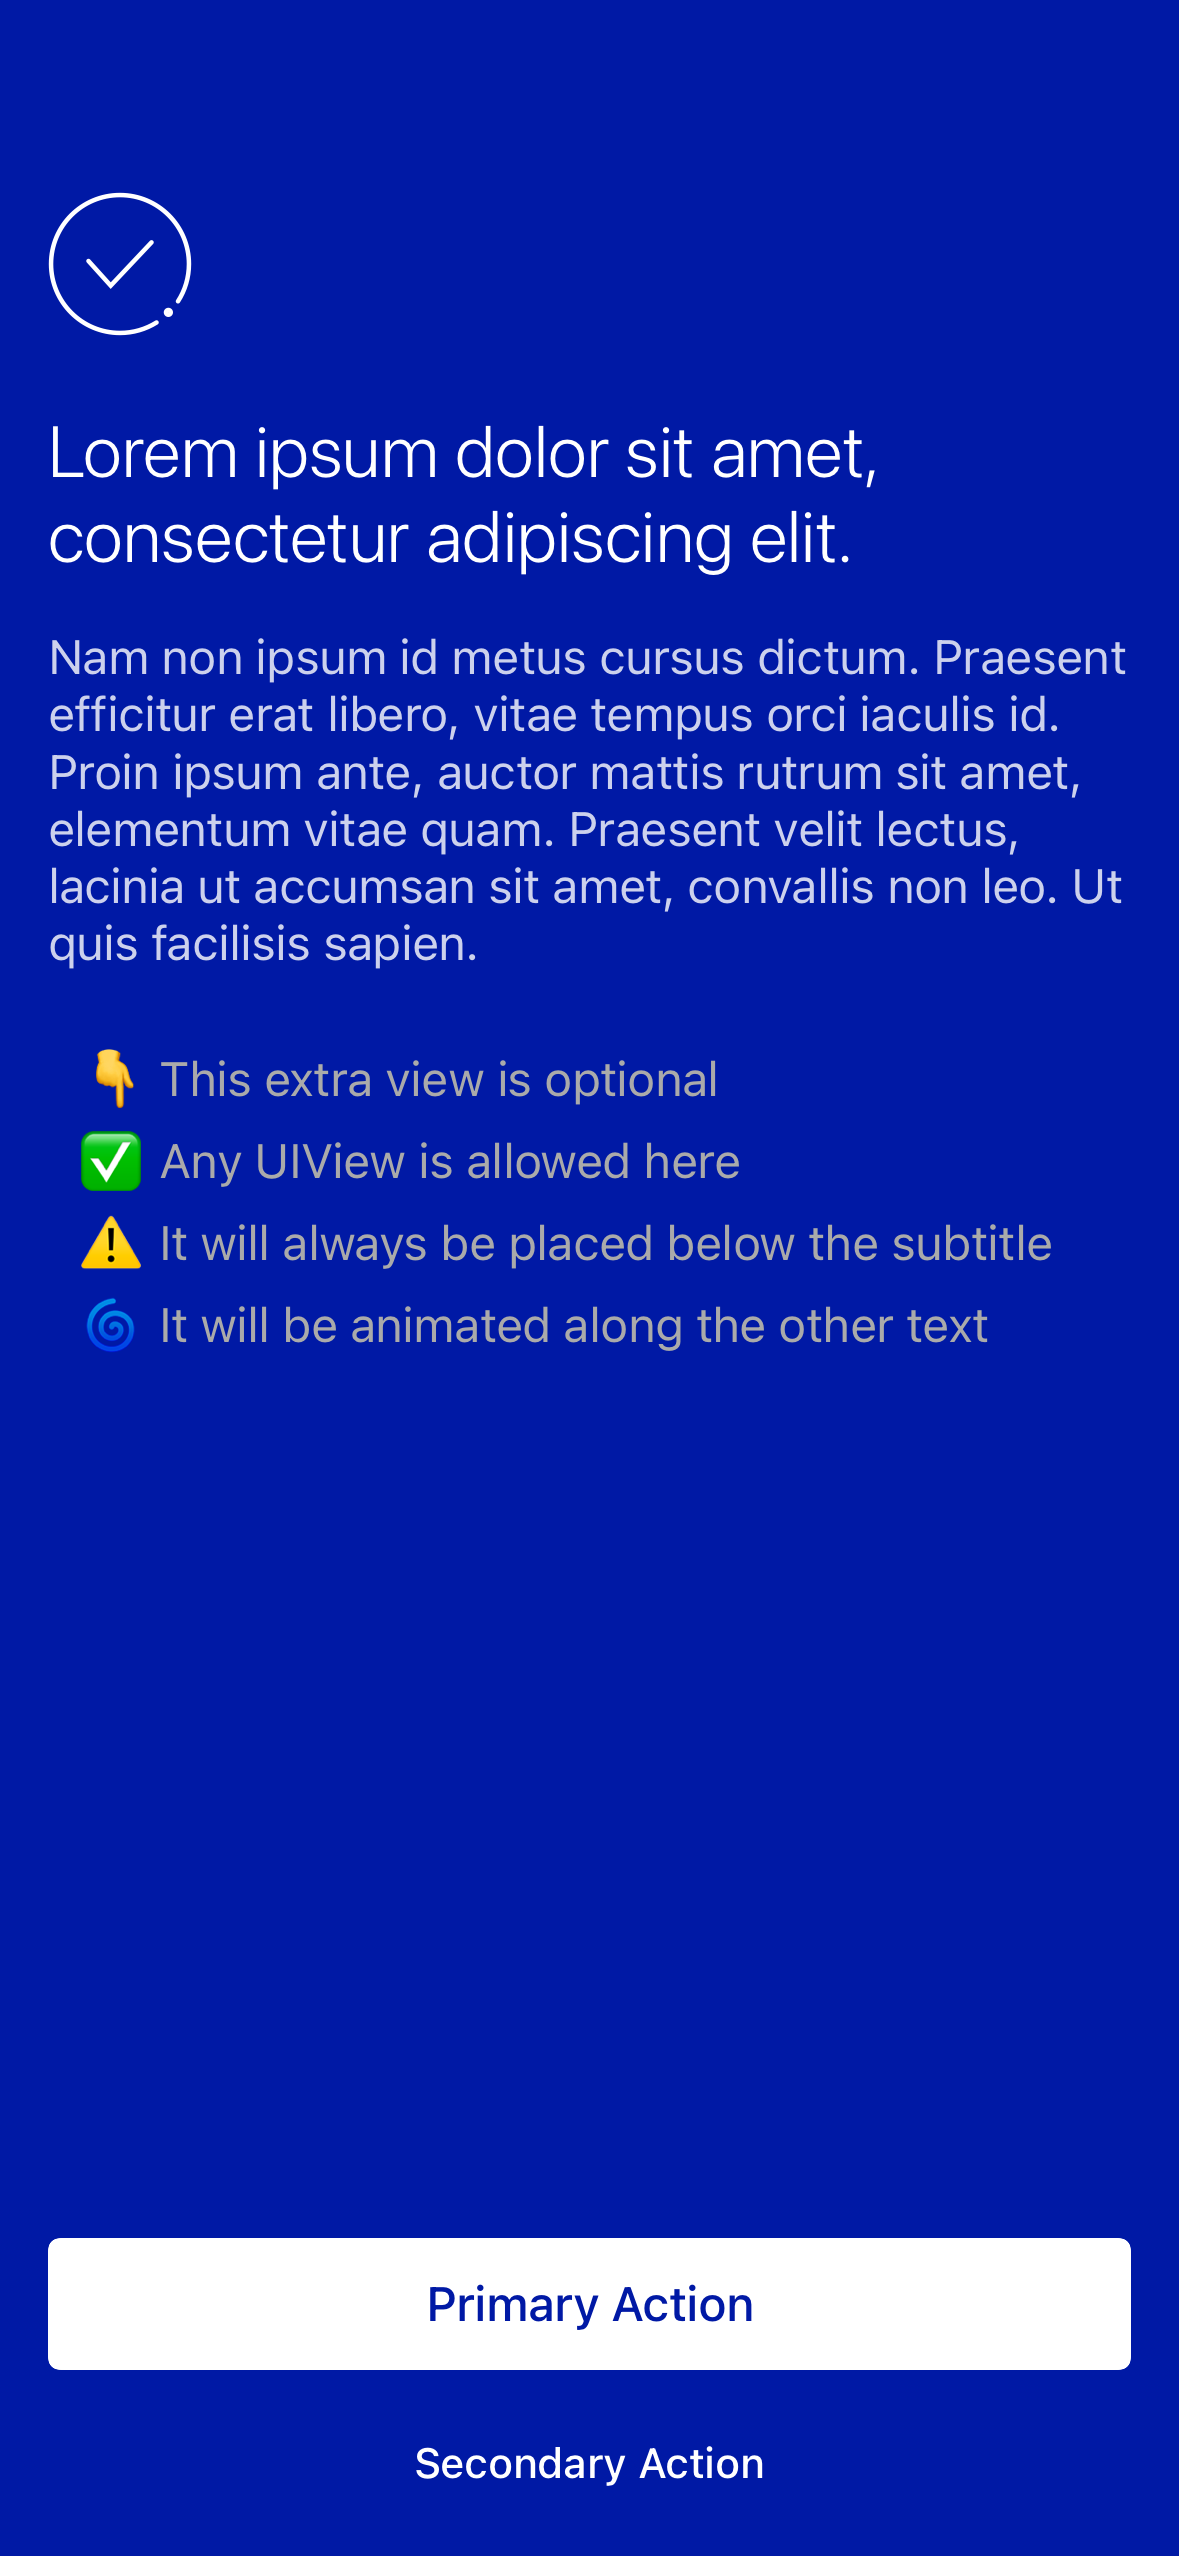 Lorem ipsum dolor sit amet,
consectetur adipiscing elit.
Nam non ipsum id metus cursus dictum. Praesent
efficitur erat libero, vitae tempus orci iaculis id.
Proin ipsum ante, auctor mattis rutrum sit amet,
elementum vitae quam. Praesent velit lectus,
lacinia ut accumsan sit amet, convallis non leo. Ut
quis facilisis sapien.
👇 This extra view is optional
✅ Any UIView is allowed here
⚠️ It will always be placed below the subtitle
🌀 It will be animated along the other text
Primary Action
Secondary Action